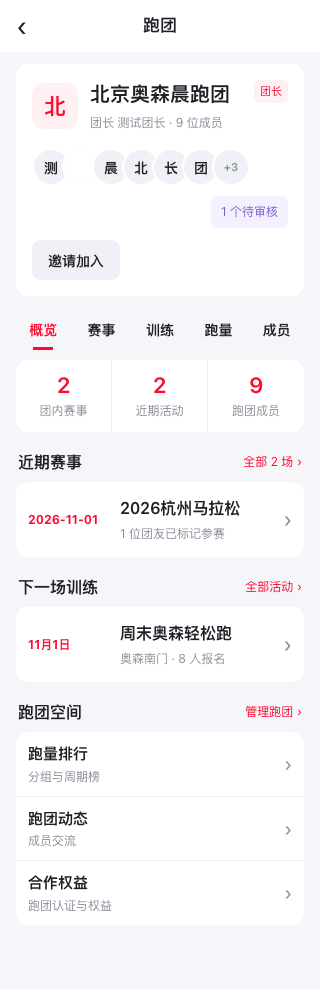 ‹ 跑团
北
北京奥森晨跑团
团长
团长 测试团长 · 9 位成员
测 晨 北 长 团 +3
1 个待审核
邀请加入
概览 赛事 训练 跑量 成员
2 2 9
团内赛事 近期活动 跑团成员
近期赛事 全部 2 场 ›
2026-11-01
2026杭州马拉松
1 位团友已标记参赛
下一场训练 全部活动 ›
11月1日
周末奥森轻松跑
奥森南门 · 8 人报名
跑团空间 管理跑团 ›
跑量排行
分组与周期榜
跑团动态
成员交流
合作权益
跑团认证与权益